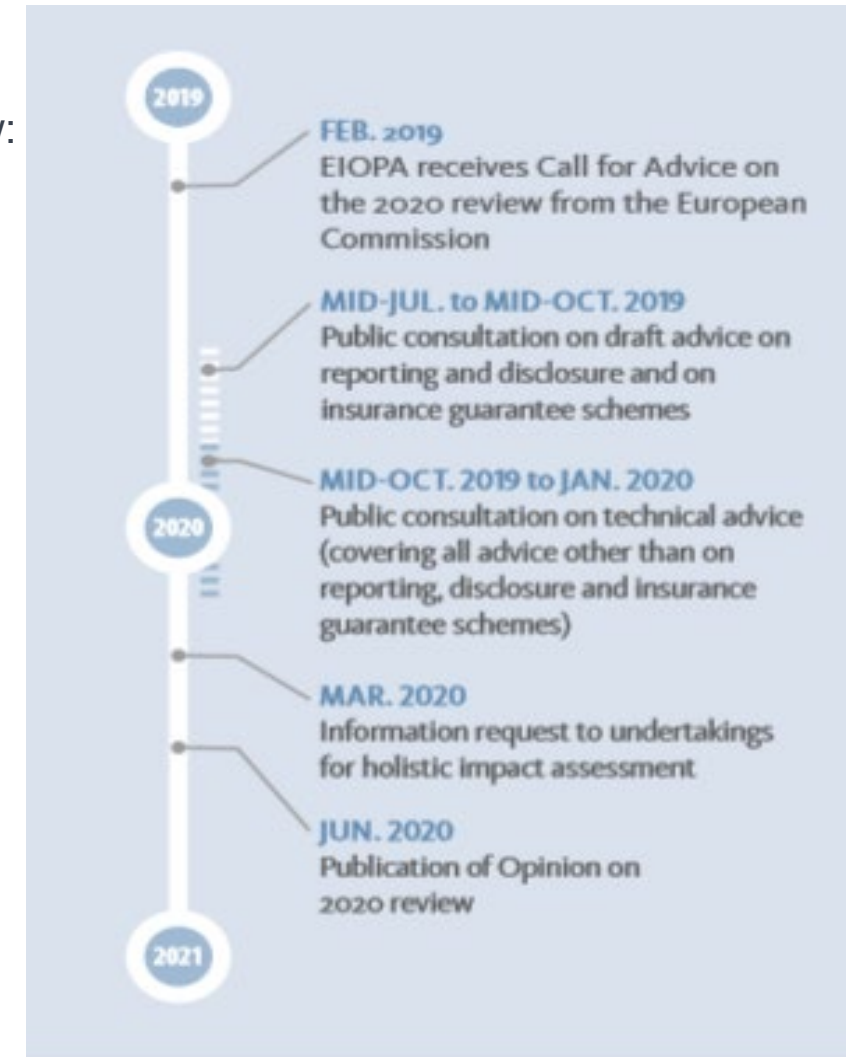 y:
2019
FEB. 2019
EIOPA receives Call for Advice on
the 2020 review from the European
Commission
MID-JUL. to MID-OCT. 2019
Public consultation on draft advice on
reporting and disclosure and on
insurance guarantee schemes
MID-OCT. 2019 to JAN. 2020
Public consultation on technical advice
(covering all advice other than on
reporting, disclosure and insurance
guarantee schemes)
2020
MAR. 2020
Information request to undertakings
for holistic impact assessment
JUN. 2020
Publication of Opinion on
2020 review
2021